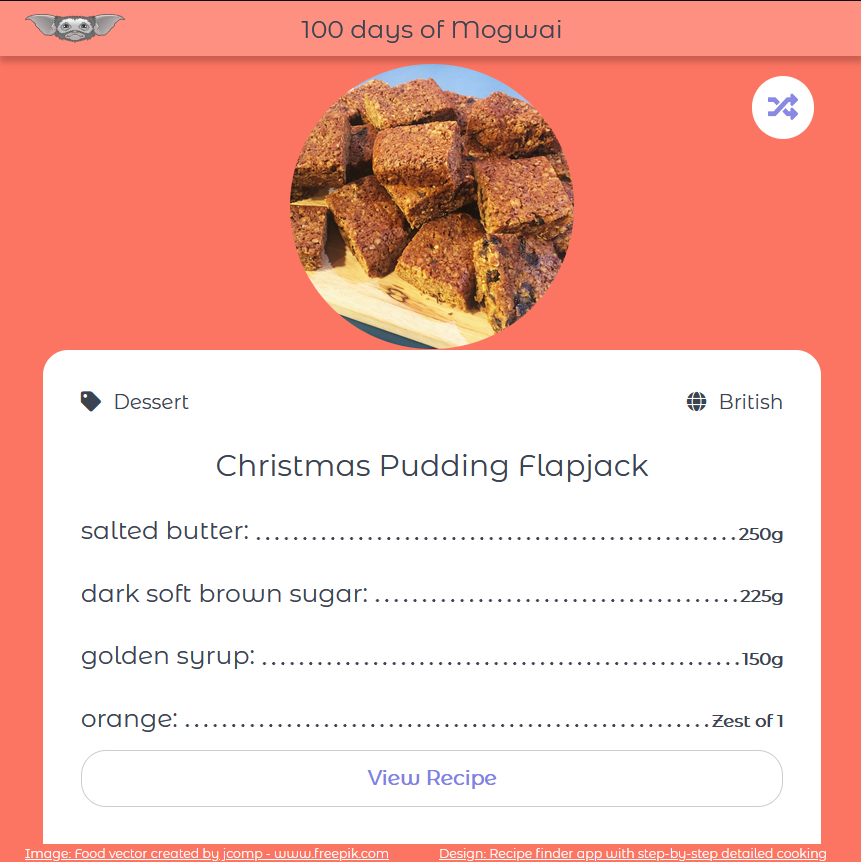 100 days of Mogwai
Dessert
British
Christmas Pudding Flapjack
salted butter: ................................................250g
dark soft brown sugar: ....................................225g
golden syrup: ...............................................150g
orange: ....................................................Zest of 1
View Recipe
Image: Food vector created by jcomp - www.freepik.com
Design: Recipe finder app with step-by-step detailed cooking